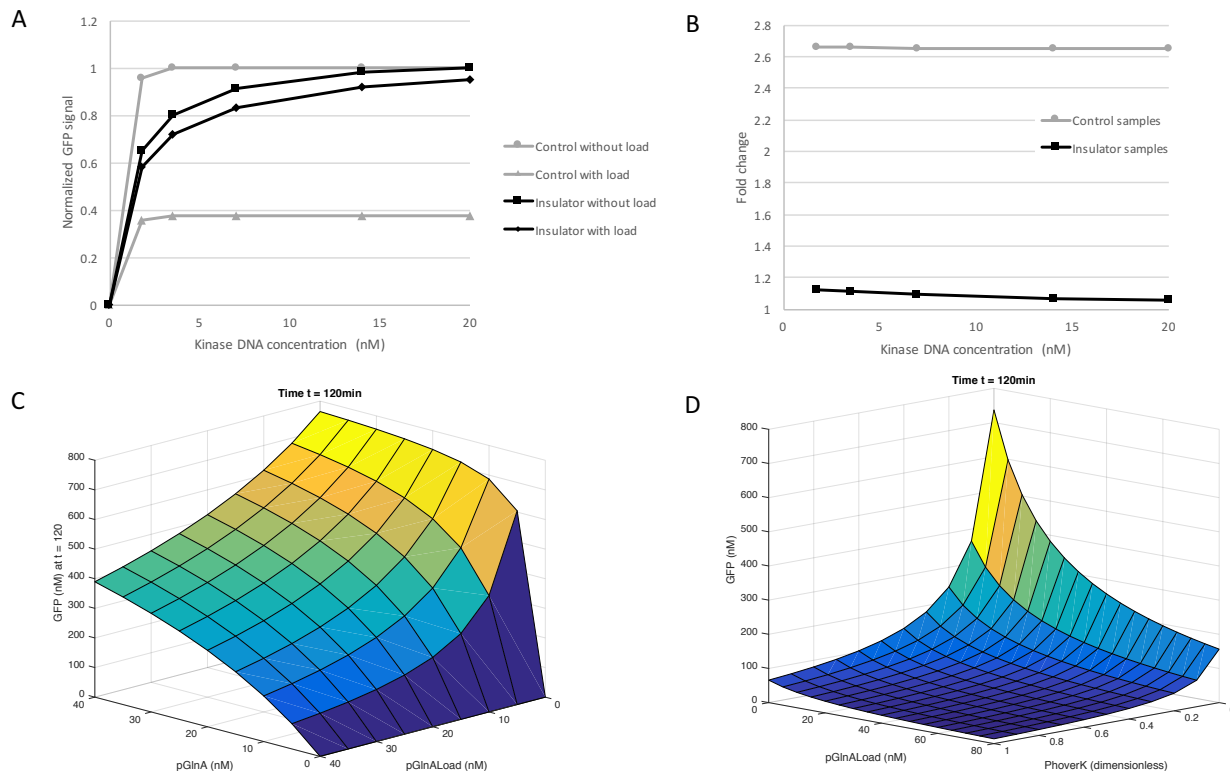 A
1.2
1
0.8
0.6
0.4
0.2
0
0 5 10 15 20
Normalized GFP signal
Kinase DNA concentration (nM)
Control without load
Control with load
Insulator without load
Insulator with load
B
2.8
2.6
2.4
2.2
2
1.8
1.6
1.4
1.2
1
0 5 10 15 20
Fold change
Kinase DNA concentration (nM)
Control samples
Insulator samples
C
Time t = 120min
800
700
600
500
400
300
200
100
0
GFP (nM) at t = 120
40 30 20 10 0
pGlnA (nM)
40 30 20 10 0
pGlnALoad (nM)
D
Time t = 120min
800
700
600
500
400
300
200
100
0
GFP (nM)
0 20 40 60 80
pGlnALoad (nM)
1 0.8 0.6 0.4 0.2
PhoverK (dimensionless)